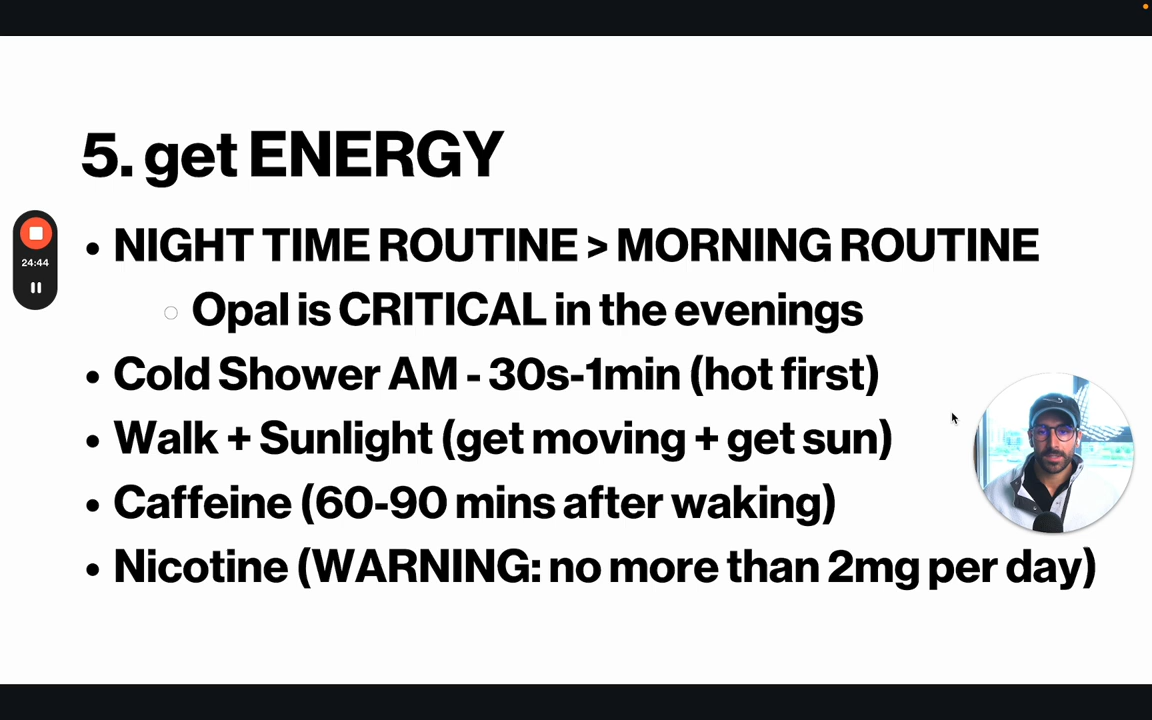 5. get ENERGY
• NIGHT TIME ROUTINE > MORNING ROUTINE
○ Opal is CRITICAL in the evenings
• Cold Shower AM - 30s-1min (hot first)
• Walk + Sunlight (get moving + get sun)
• Caffeine (60-90 mins after waking)
• Nicotine (WARNING: no more than 2mg per day)
24:44